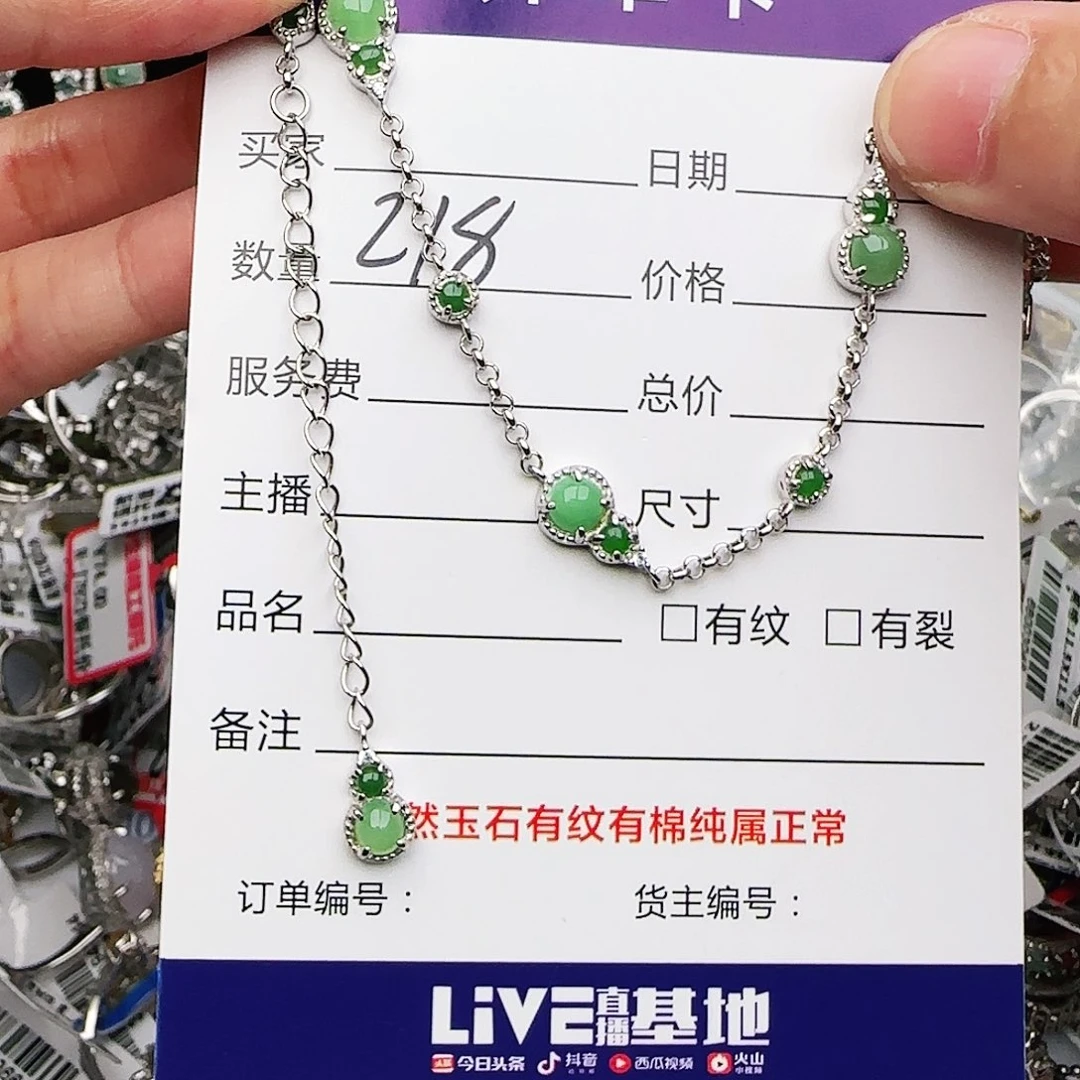 买家 日期
数量 218 价格
服务费 总价
主播 尺寸
品名 □有纹 □有裂
备注
然玉石有纹有棉纯属正常
订单编号： 货主编号：
LiVE直播基地
今日头条 抖音 西瓜视频 火山小视频